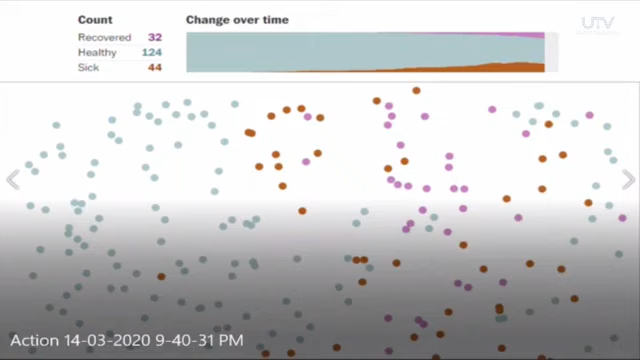 Count
Change over time
UTV
Recovered 32
Healthy 124
Sick 44
Action 14-03-2020 9-40-31 PM